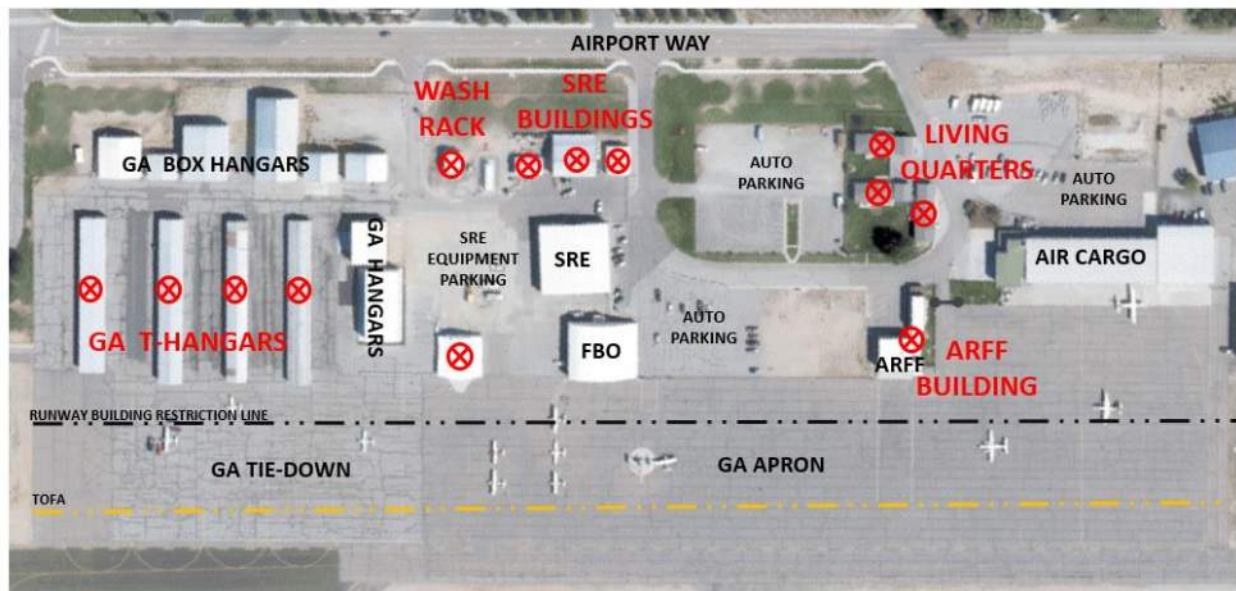 AIRPORT WAY
WASH
RACK
SRE
BUILDINGS
GA BOX HANGARS
AUTO
PARKING
LIVING
QUARTERS
AUTO
PARKING
GA HANGARS
SRE
EQUIPMENT
PARKING
SRE
AIR CARGO
GA T-HANGARS
AUTO
PARKING
FBO
ARFF
ARFF
BUILDING
RUNWAY BUILDING RESTRICTION LINE
GA TIE-DOWN
GA APRON
TOFA